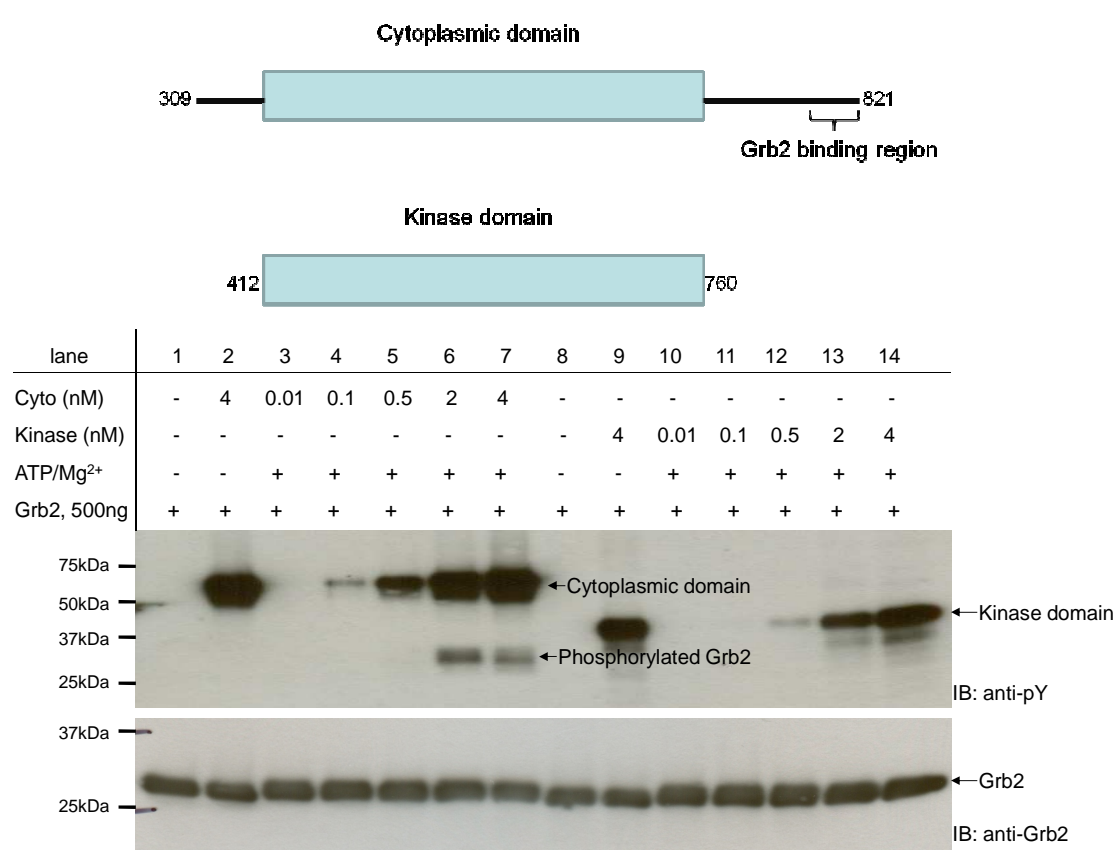 Cytoplasmic domain
309
821
Grb2 binding region
Kinase domain
412
760
lane 1 2 3 4 5 6 7 8 9 10 11 12 13 14
Cyto (nM) - 4 0.01 0.1 0.5 2 4 - - - - - - -
Kinase (nM) - - - - - - - - 4 0.01 0.1 0.5 2 4
ATP/Mg²⁺ - - + + + + + - - + + + + +
Grb2, 500ng + + + + + + + + + + + + + +
75kDa
Cytoplasmic domain
50kDa
Kinase domain
37kDa
Phosphorylated Grb2
25kDa
IB: anti-pY
37kDa
Grb2
25kDa
IB: anti-Grb2